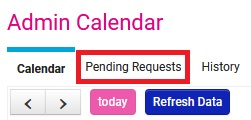 Admin Calendar
Calendar Pending Requests History
today Refresh Data